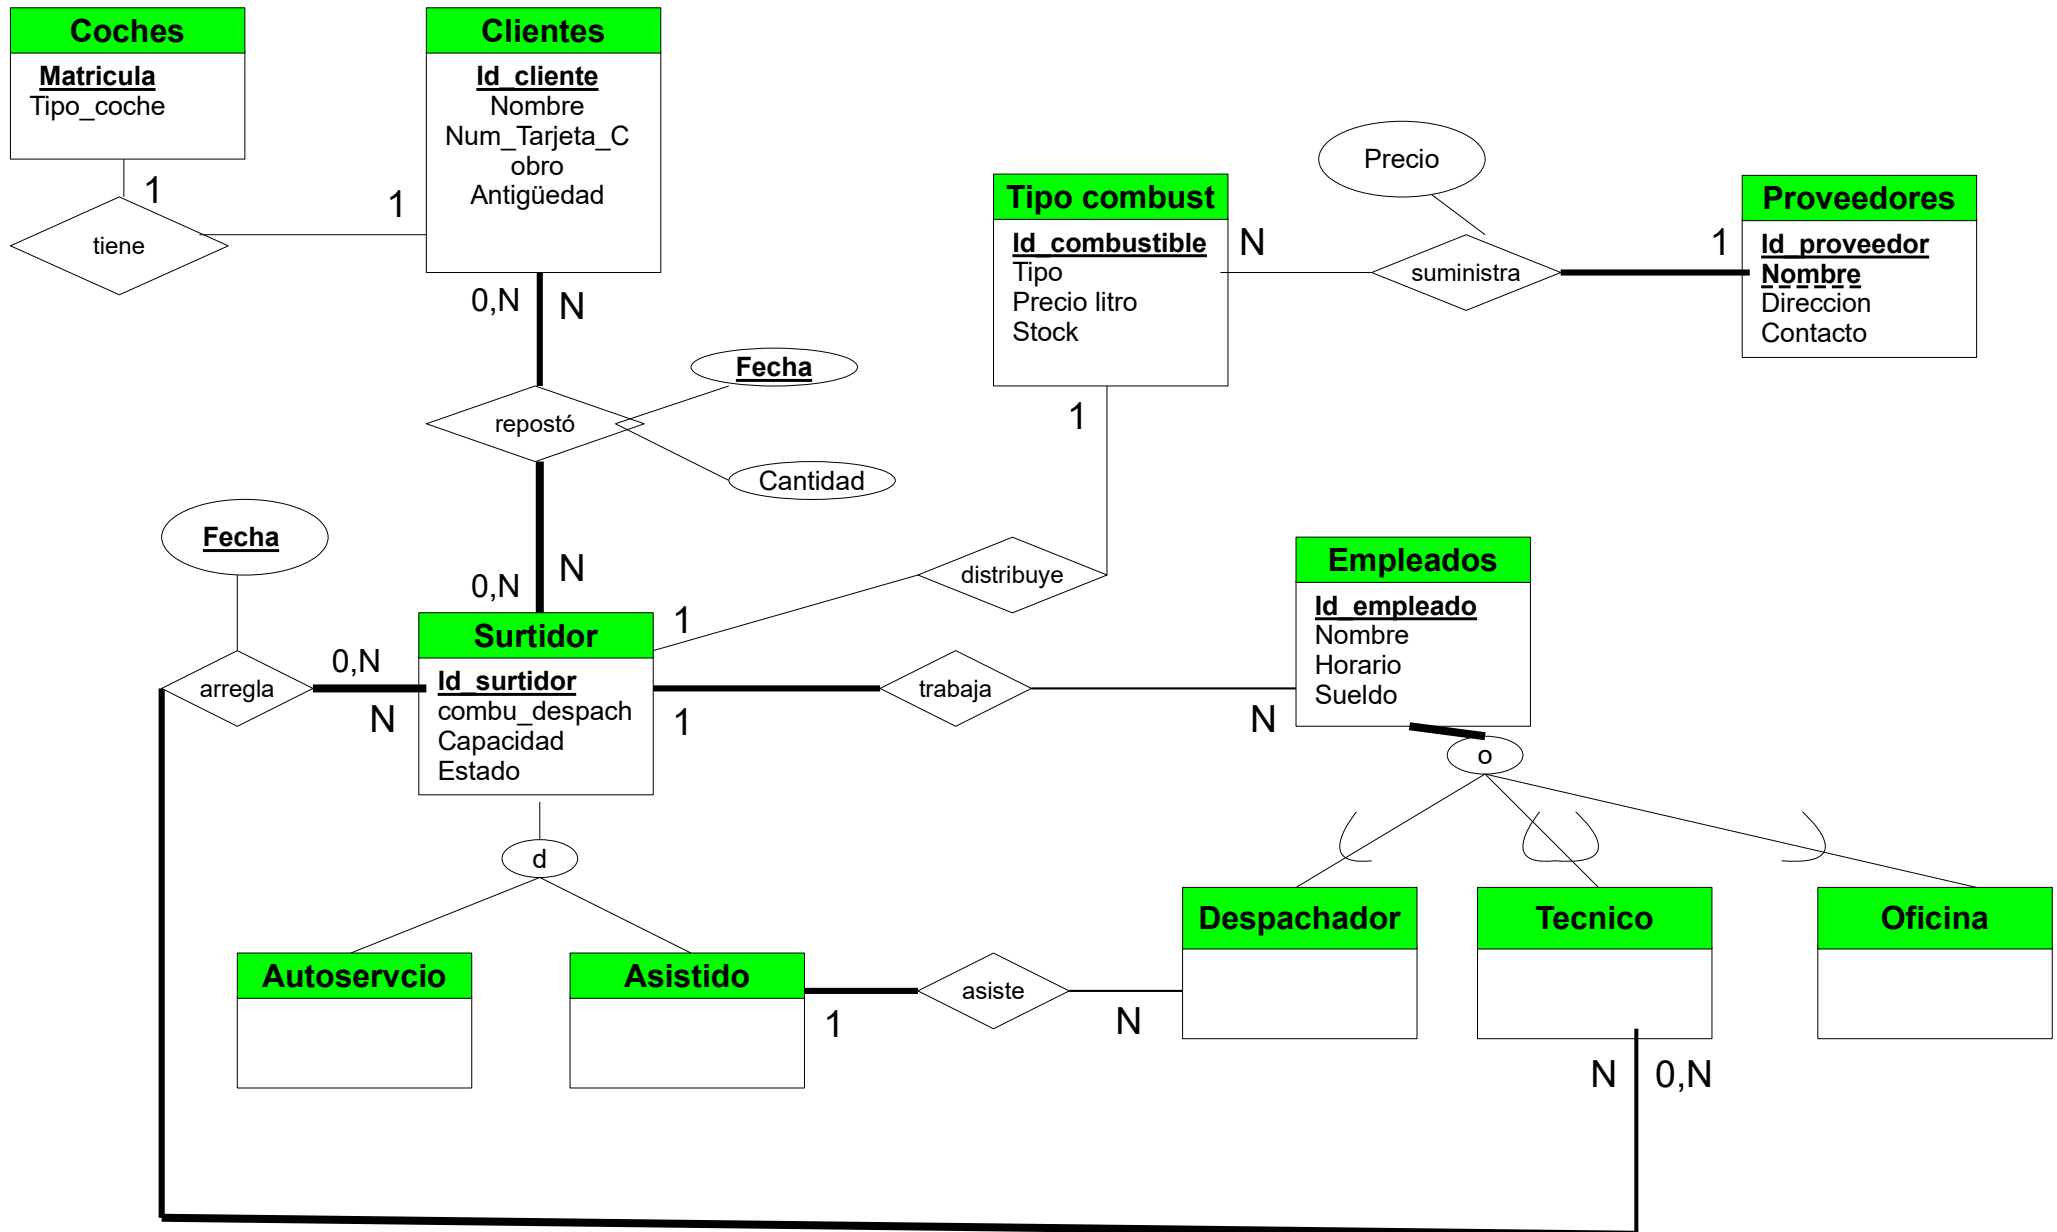 Coches
Matricula
Tipo_coche
Clientes
Id_cliente
Nombre
Num_Tarjeta_C
obro
Antigüedad
1
1
tiene
Precio
Tipo combust
Id_combustible
Tipo
Precio litro
Stock
N
suministra
1
Proveedores
Id_proveedor
Nombre
Direccion
Contacto
0,N
N
Fecha
repostó
Cantidad
1
Fecha
0,N
N
distribuye
1
Empleados
Id_empleado
Nombre
Horario
Sueldo
Surtidor
Id_surtidor
combu_despach
Capacidad
Estado
arregla
0,N
N
1
trabaja
N
o
d
Despachador
Tecnico
Oficina
Autoservcio
Asistido
1
asiste
N
N
0,N